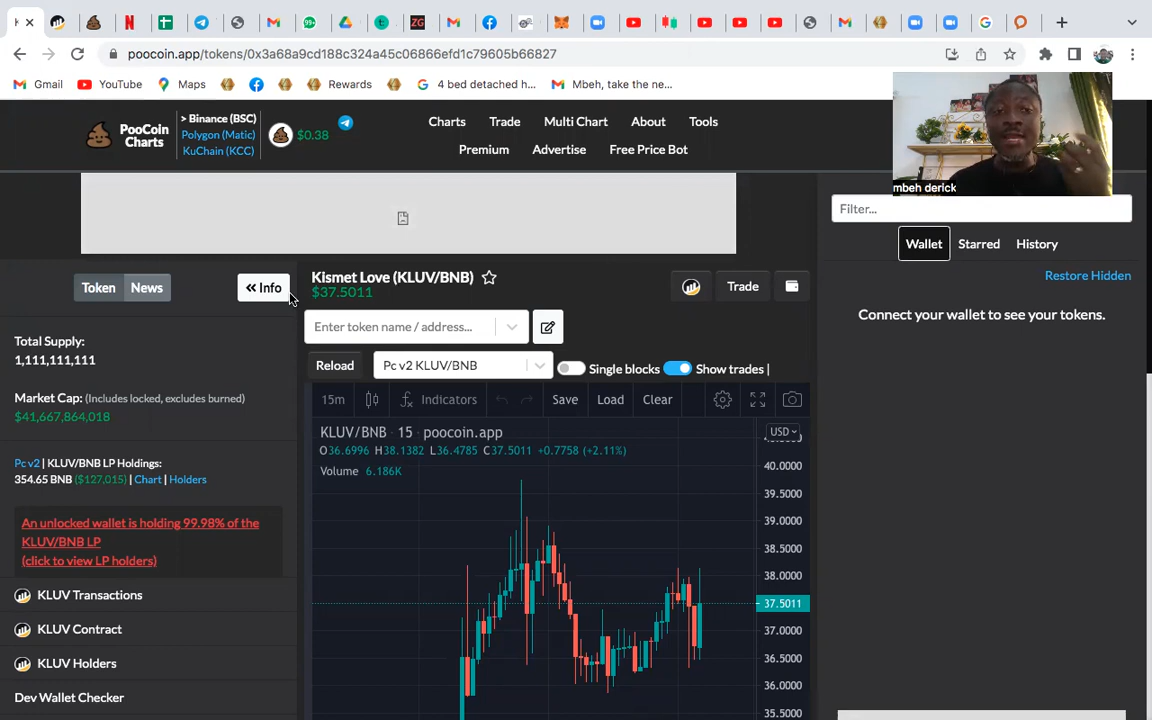 99+
ZG
poocoin.app/tokens/0x3a68a9cd188c324a45c06866efd1c79605b66827
Gmail
YouTube
Maps
Rewards
4 bed detached h...
Mbeh, take the ne...
PooCoin
Charts
> Binance (BSC)
Polygon (Matic)
KuChain (KCC)
$0.38
Charts
Trade
Multi Chart
About
Tools
Premium
Advertise
Free Price Bot
mbeh derick
Filter...
Wallet
Starred
History
Restore Hidden
Connect your wallet to see your tokens.
Token
News
« Info
Total Supply:
1,111,111,111
Market Cap: (Includes locked, excludes burned)
$41,667,864,018
Pc v2 | KLUV/BNB LP Holdings:
354.65 BNB ($127,015) | Chart | Holders
An unlocked wallet is holding 99.98% of the
KLUV/BNB LP
(click to view LP holders)
KLUV Transactions
KLUV Contract
KLUV Holders
Dev Wallet Checker
Kismet Love (KLUV/BNB)
$37.5011
Trade
Enter token name / address...
Reload
Pc v2 KLUV/BNB
Single blocks
Show trades |
15m
Indicators
Save
Load
Clear
KLUV/BNB · 15 · poocoin.app
USD
O36.6996 H38.1382 L36.4785 C37.5011 +0.7758 (+2.11%)
Volume 6.186K
40.0000
39.5000
39.0000
38.5000
38.0000
37.5011
37.0000
36.5000
36.0000
35.5000